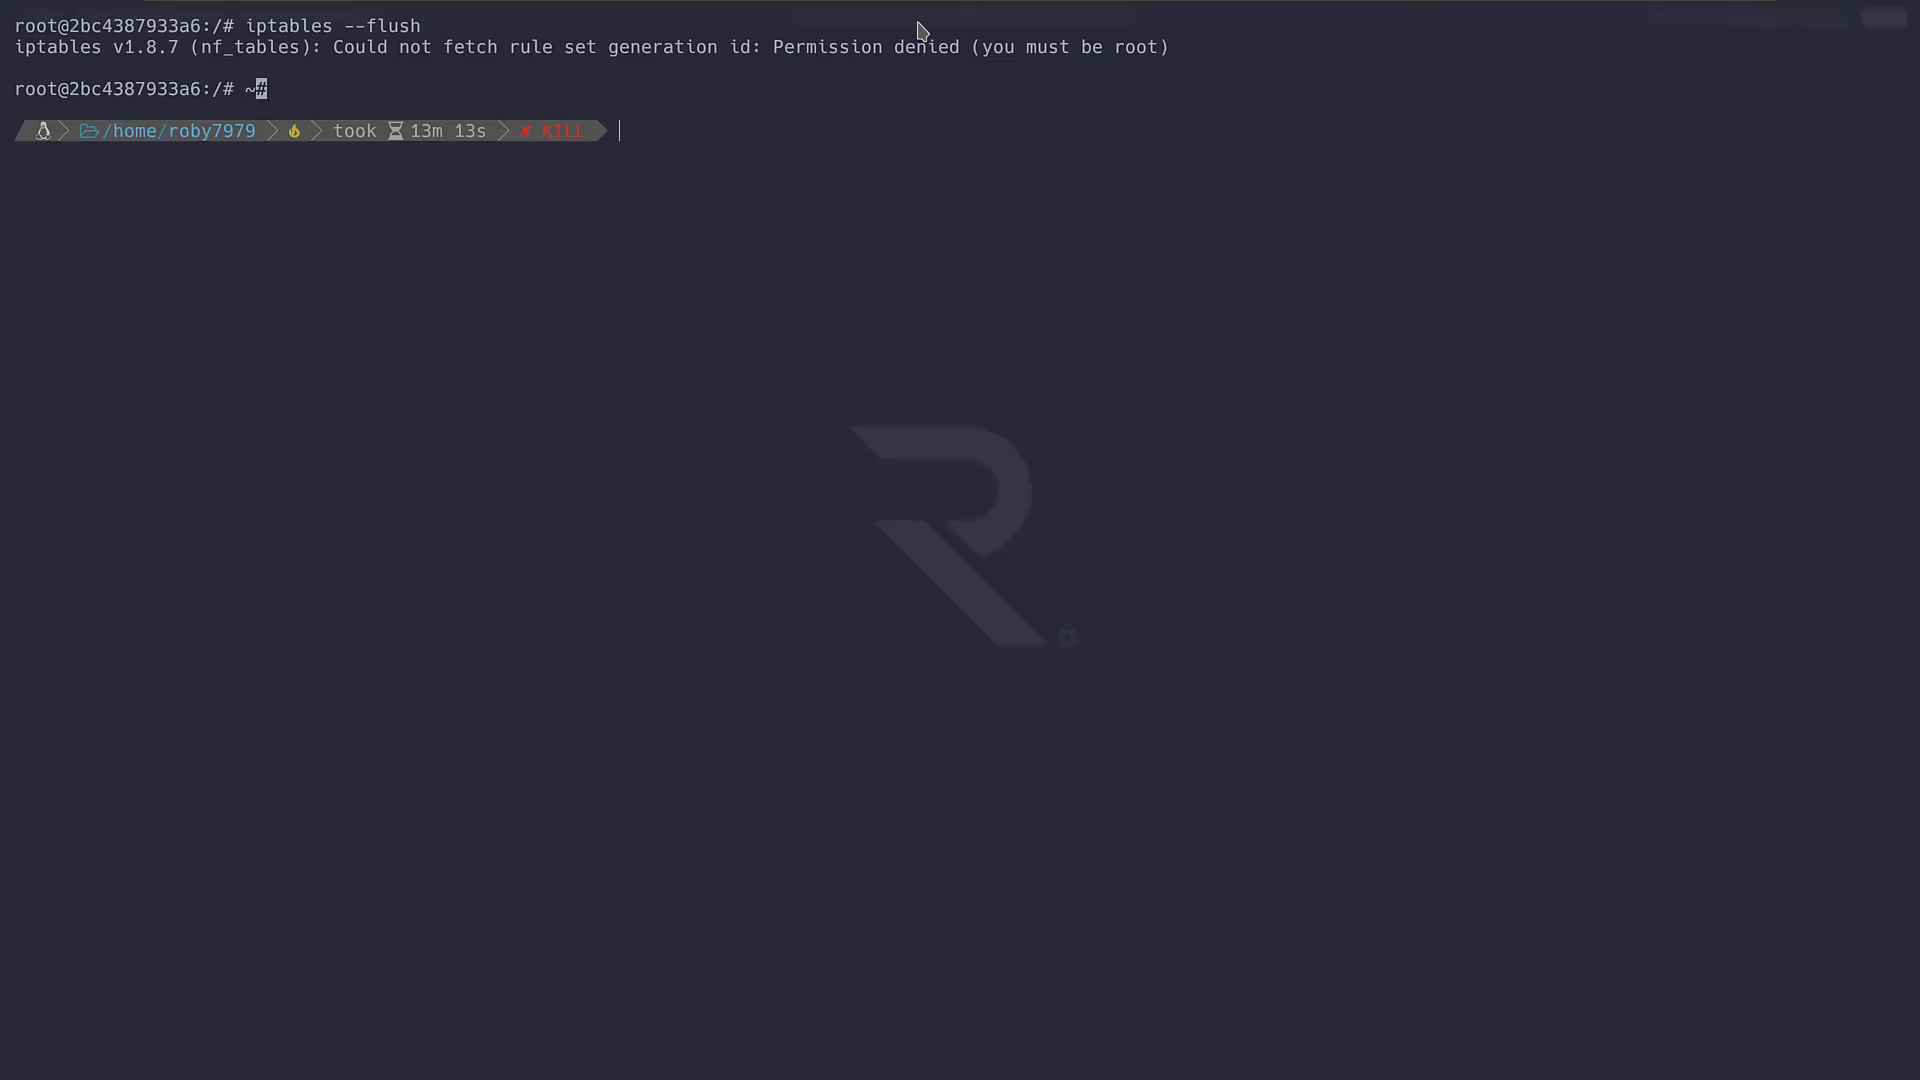 root@2bc4387933a6:/# iptables --flush
iptables v1.8.7 (nf_tables): Could not fetch rule set generation id: Permission denied (you must be root)
root@2bc4387933a6:/# ~#
/home/roby7979 took 13m 13s ✘ KILL
R.